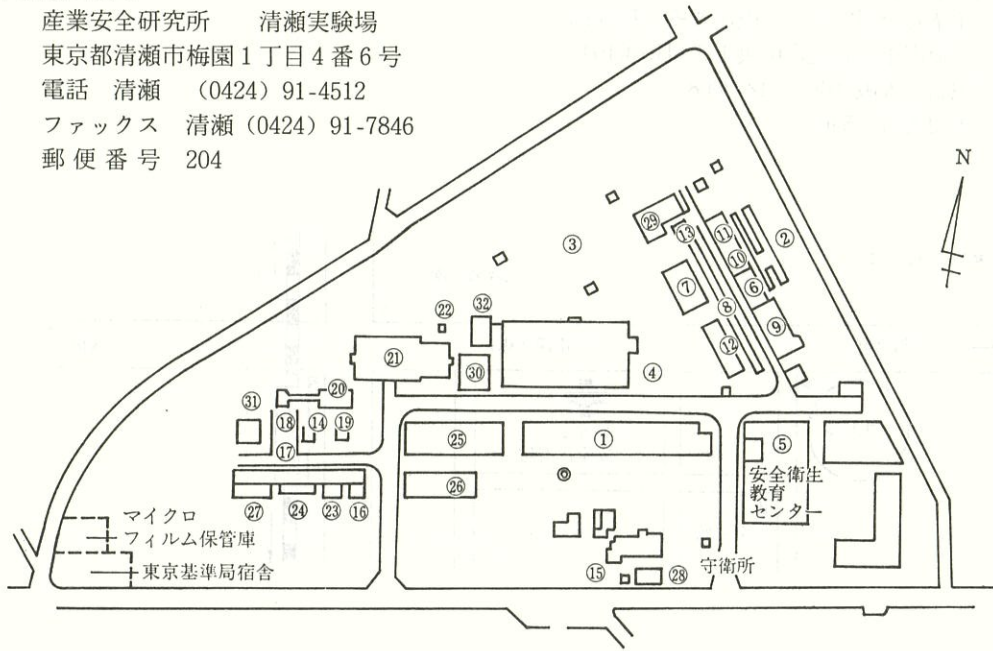 産業安全研究所　清瀬実験場
東京都清瀬市梅園1丁目4番6号
電話　清瀬　(0424) 91-4512
ファックス　清瀬 (0424) 91-7846
郵便番号　204
N
㉙
⑬
⑪
②
③
⑩
⑦
⑥
⑧
⑨
㉒
㉜
⑫
㉑
㉚
④
⑳
㉛
⑱
⑭
⑲
⑰
㉕
①
⑤
安全衛生
教育
センター
◎
㉖
㉗
㉔
㉓
⑯
マイクロ
フィルム保管庫
東京基準局宿舎
⑮
㉘
守衛所